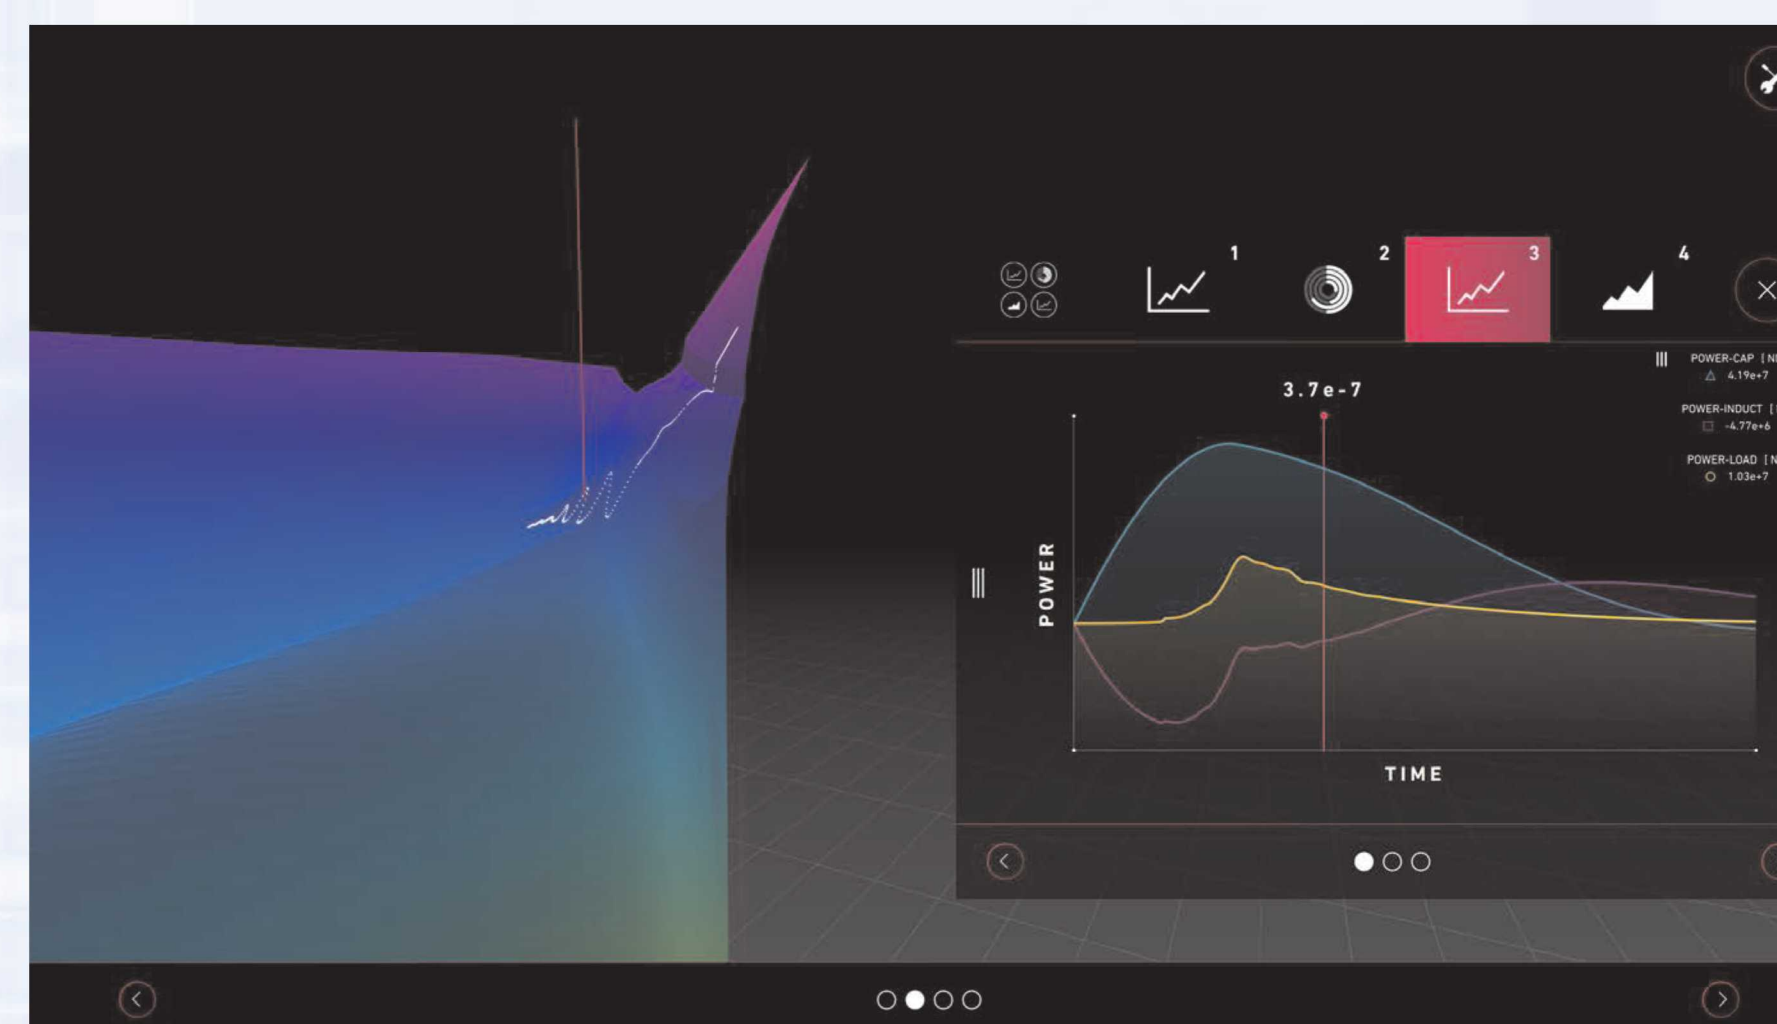 1
2
3
4
POWER-CAP [
4.19e+7
POWER-INDUCT [
-4.77e+6
POWER-LOAD [
1.03e+7
3.7e-7
POWER
TIME